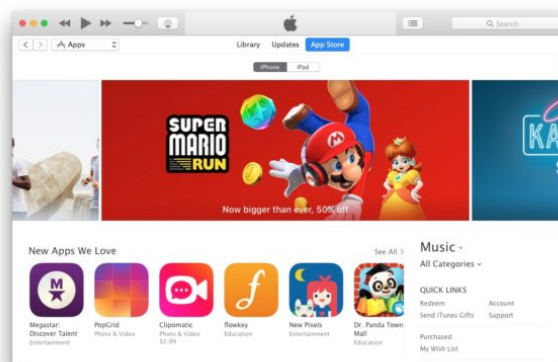 Apps
Library Updates App Store
Search
iPhone iPad
SUPER
MARIO
RUN
Now bigger than ever, 50% off
KA
S
New Apps We Love
See All >
Megastar:
Discover Talent
Entertainment
PopGrid
Photo & Video
Clipomatic
Photo & Video
$2.99
flowkey
Education
New Pixels
Entertainment
Dr. Panda Town
Mall
Education
Music
All Categories
QUICK LINKS
Redeem Account
Send iTunes Gifts Support
Purchased
My Wish List